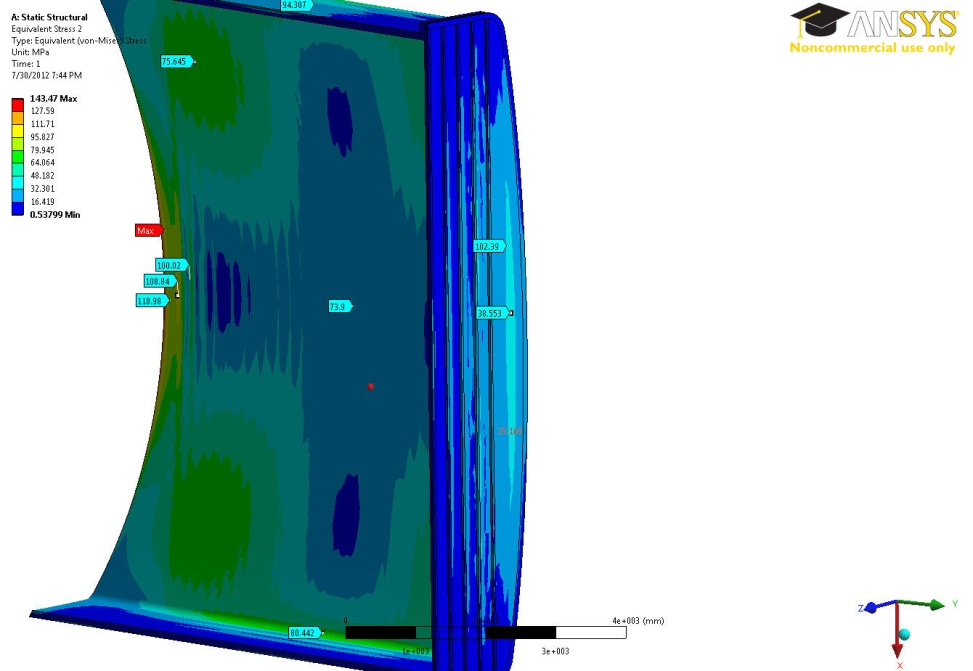 A: Static Structural
Equivalent Stress 2
Type: Equivalent (von-Mises) Stress
Unit: MPa
Time: 1
7/30/2012 7:44 PM
143.47 Max
127.59
111.71
95.827
79.945
64.064
48.182
32.301
16.419
0.53799 Min
ANSYS
Noncommercial use only
94.307
75.645
Max
100.02
108.84
118.98
73.9
102.39
38.553
80.442
0
4e+003 (mm)
1e+003
3e+003
Z
Y
X